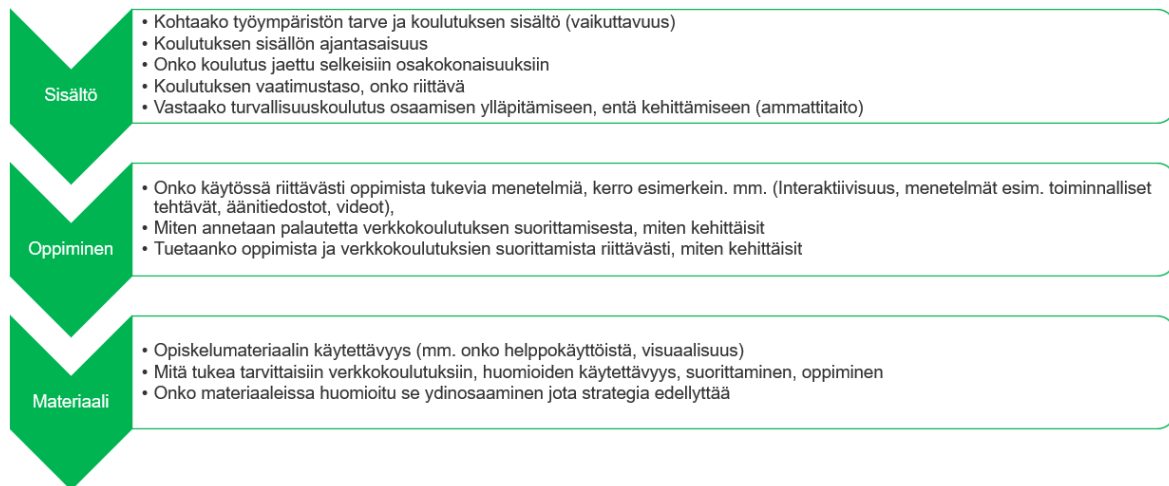 Sisältö
• Kohtaako työympäristön tarve ja koulutuksen sisältö (vaikuttavuus)
• Koulutuksen sisällön ajantasaisuus
• Onko koulutus jaettu selkeisiin osakokonaisuuksiin
• Koulutuksen vaatimustaso, onko riittävä
• Vastaako turvallisuuskoulutus osaamisen ylläpitämiseen, entä kehittämiseen (ammattitaito)
Oppiminen
• Onko käytössä riittävästi oppimista tukevia menetelmiä, kerro esimerkein. mm. (Interaktiivisuus, menetelmät esim. toiminnalliset
tehtävät, äänitiedostot, videot),
• Miten annetaan palautetta verkkokoulutuksen suorittamisesta, miten kehittäisit
• Tuetaanko oppimista ja verkkokoulutuksien suorittamista riittävästi, miten kehittäisit
Materiaali
• Opiskelumateriaalin käytettävyys (mm. onko helppokäyttöistä, visuaalisuus)
• Mitä tukea tarvittaisiin verkkokoulutuksiin, huomioiden käytettävyys, suorittaminen, oppiminen
• Onko materiaaleissa huomioitu se ydinosaaminen jota strategia edellyttää